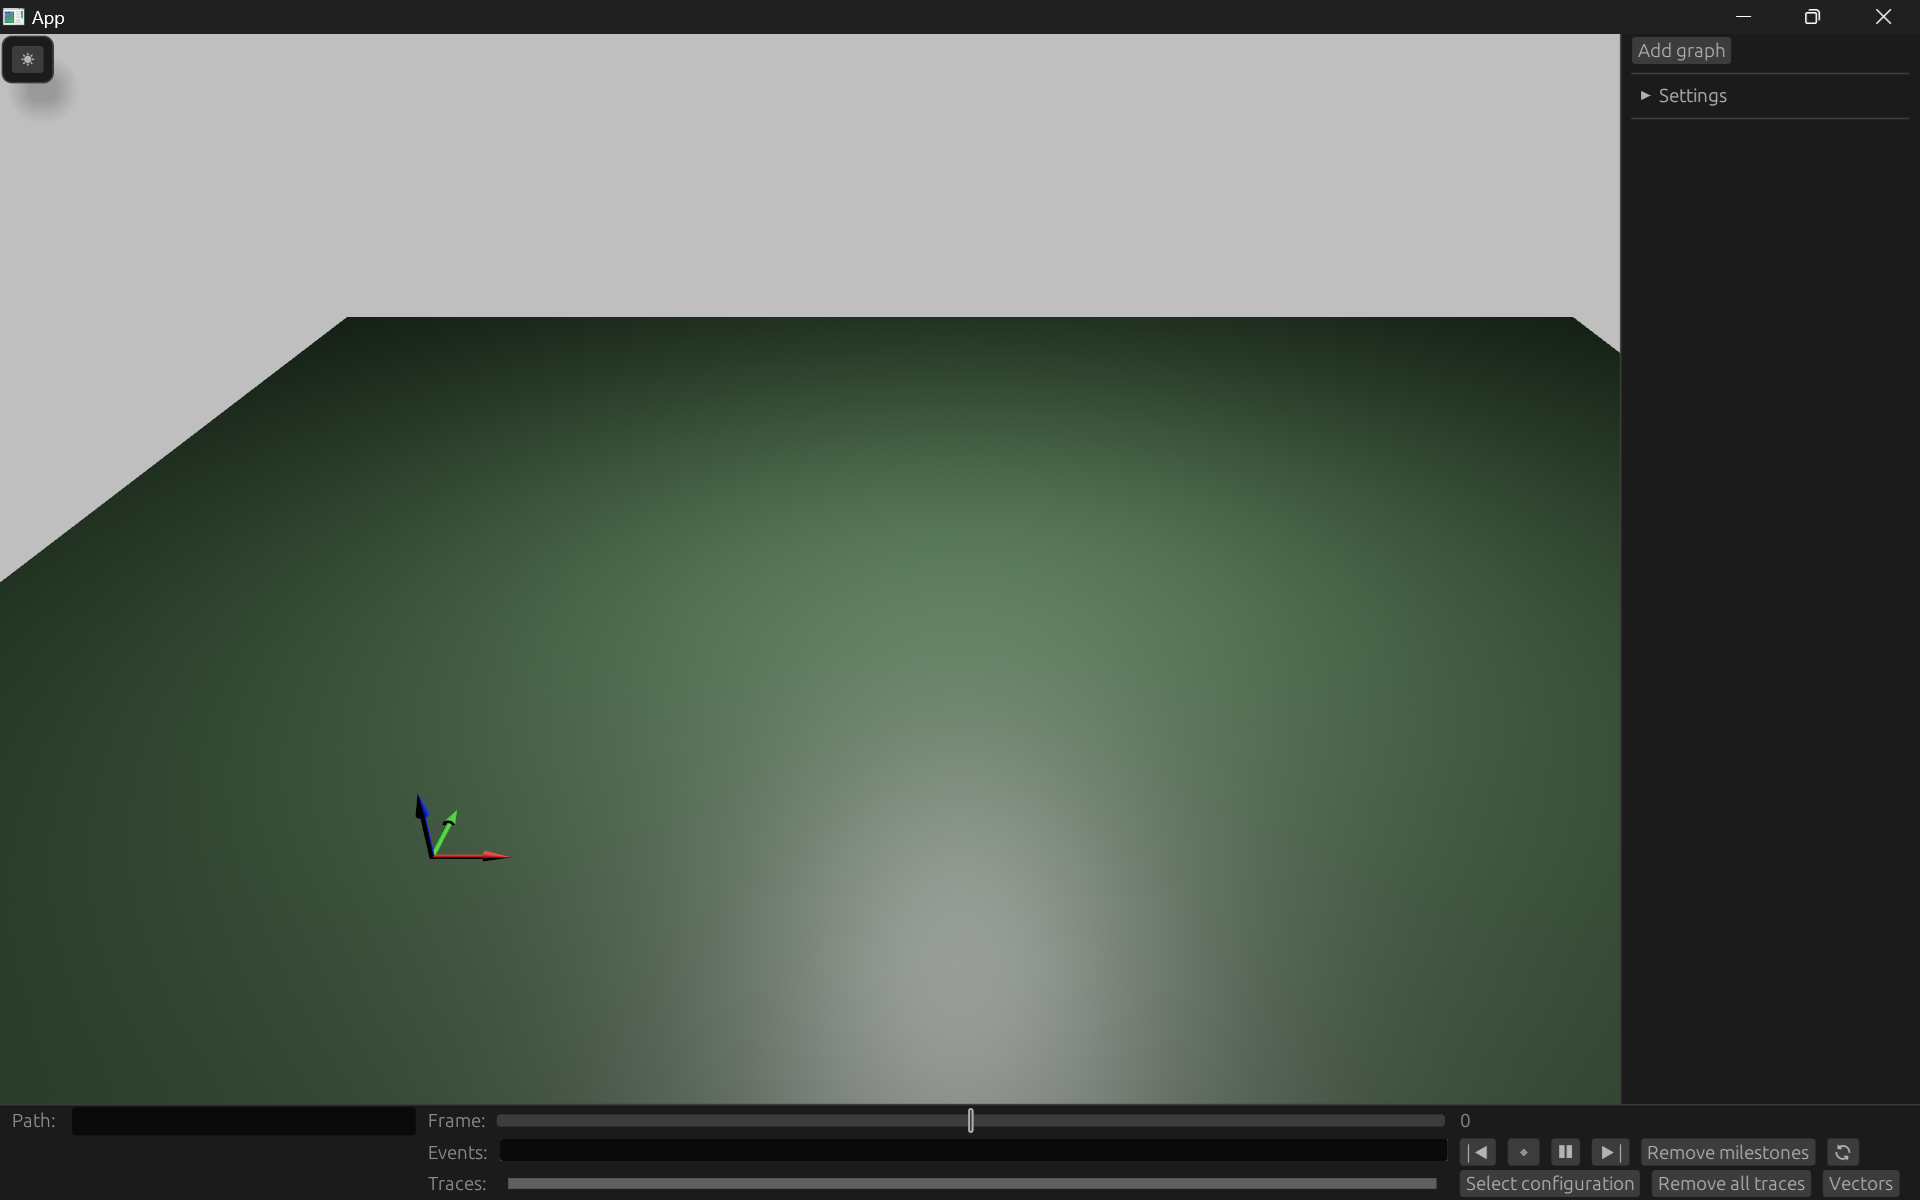 App
Add graph
Settings
Path:
Frame:
0
Events:
Remove milestones
Traces:
Select configuration
Remove all traces
Vectors